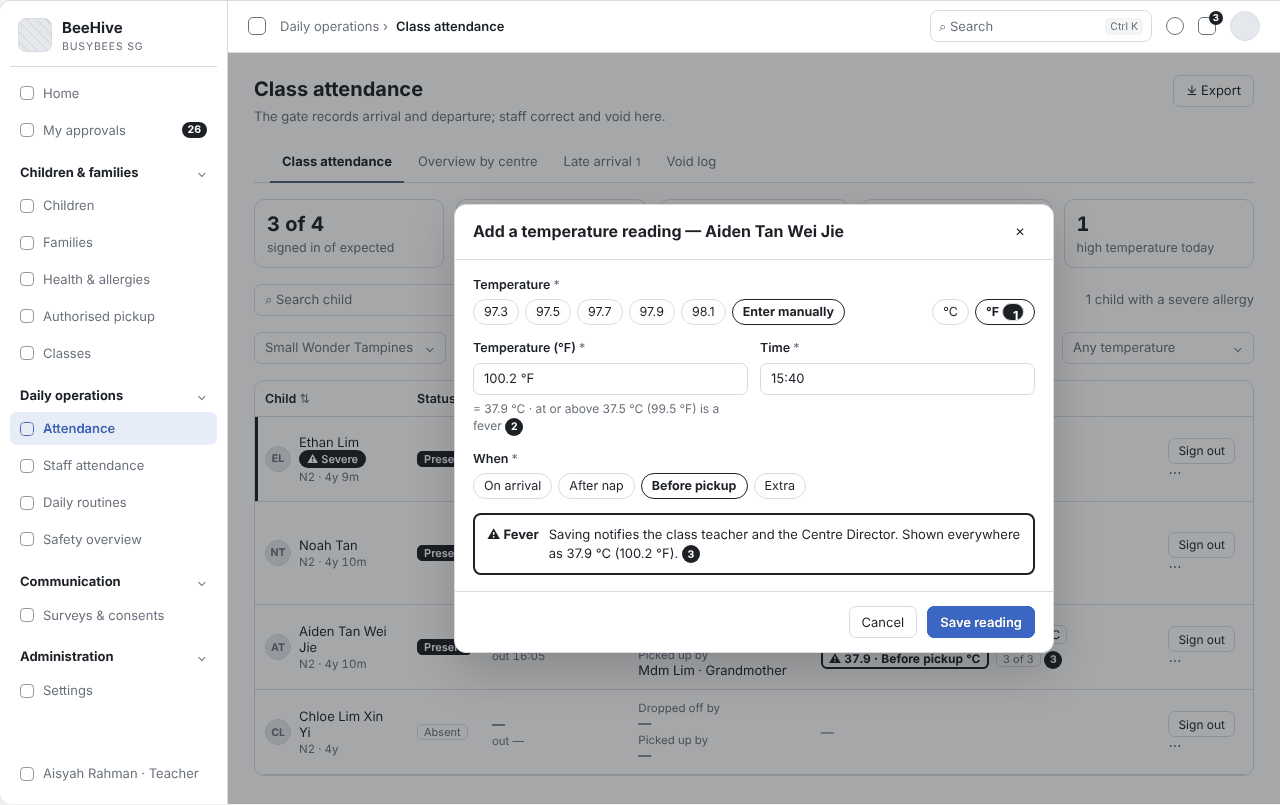 BeeHive
BUSYBEES SG
Home
My approvals 26
Children & families
Children
Families
Health & allergies
Authorised pickup
Classes
Daily operations
Attendance
Staff attendance
Daily routines
Safety overview
Communication
Surveys & consents
Administration
Settings
Aisyah Rahman · Teacher
Daily operations › Class attendance
Search Ctrl K
3
Class attendance
Export
The gate records arrival and departure; staff correct and void here.
Class attendance Overview by centre Late arrival 1 Void log
3 of 4
signed in of expected
1
high temperature today
Search child
1 child with a severe allergy
Small Wonder Tampines
Any temperature
Child Status
EL Ethan Lim
⚠ Severe
N2 · 4y 9m
Sign out
...
NT Noah Tan
N2 · 4y 10m
Sign out
...
AT Aiden Tan Wei
Jie
N2 · 4y 10m
out 16:05
Picked up by
Mdm Lim · Grandmother
⚠ 37.9 · Before pickup °C 3 of 3 3
Sign out
...
CL Chloe Lim Xin
Yi
N2 · 4y
Absent
—
out —
Dropped off by
—
Picked up by
—
—
Sign out
...
Add a temperature reading — Aiden Tan Wei Jie ×
Temperature *
97.3 97.5 97.7 97.9 98.1 Enter manually °C °F 1
Temperature (°F) * Time *
100.2 °F 15:40
= 37.9 °C · at or above 37.5 °C (99.5 °F) is a
fever 2
When *
On arrival After nap Before pickup Extra
⚠ Fever Saving notifies the class teacher and the Centre Director. Shown everywhere
as 37.9 °C (100.2 °F). 3
Cancel Save reading